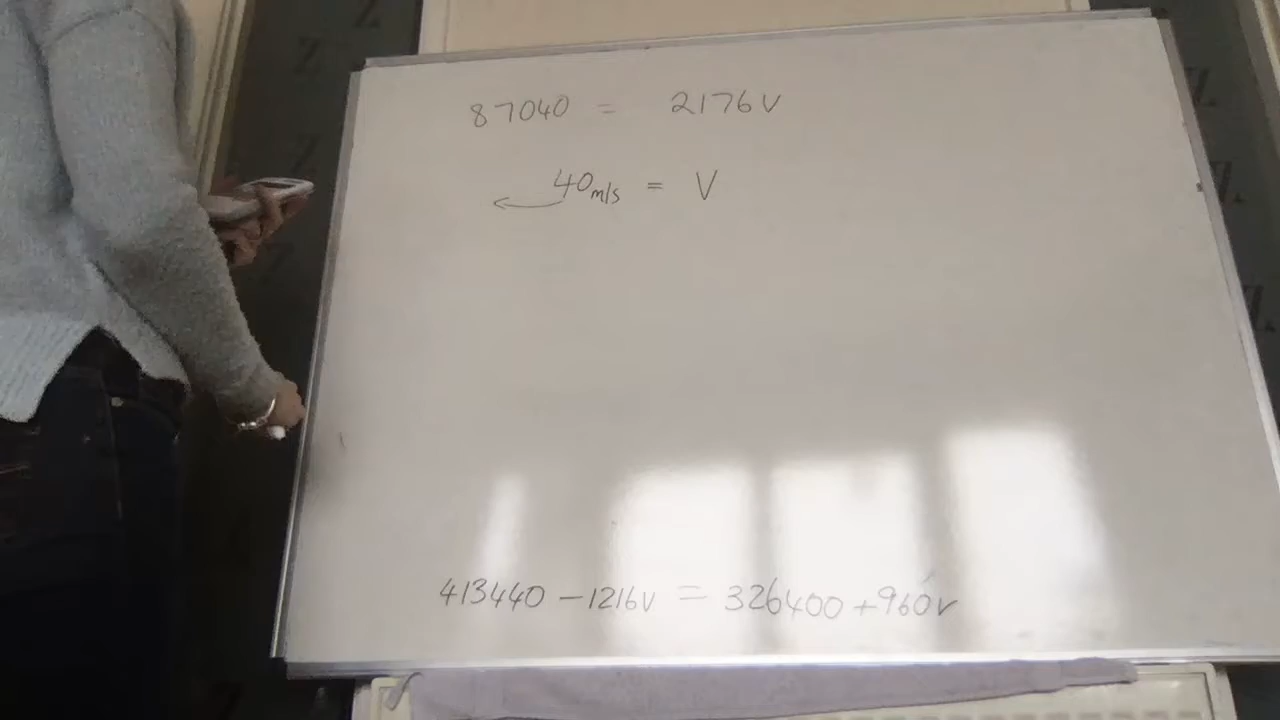 87040 = 2176V
40m/s = V
413440 - 1216V = 326400 + 960V